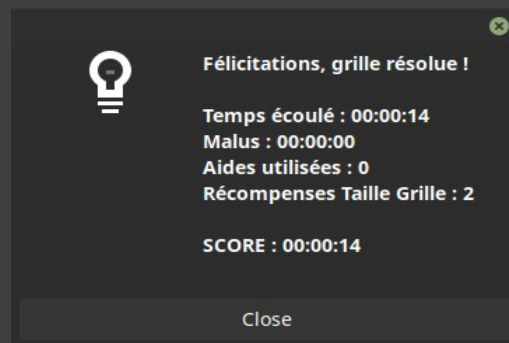 Félicitations, grille résolue !
Temps écoulé : 00:00:14
Malus : 00:00:00
Aides utilisées : 0
Récompenses Taille Grille : 2
SCORE : 00:00:14
Close